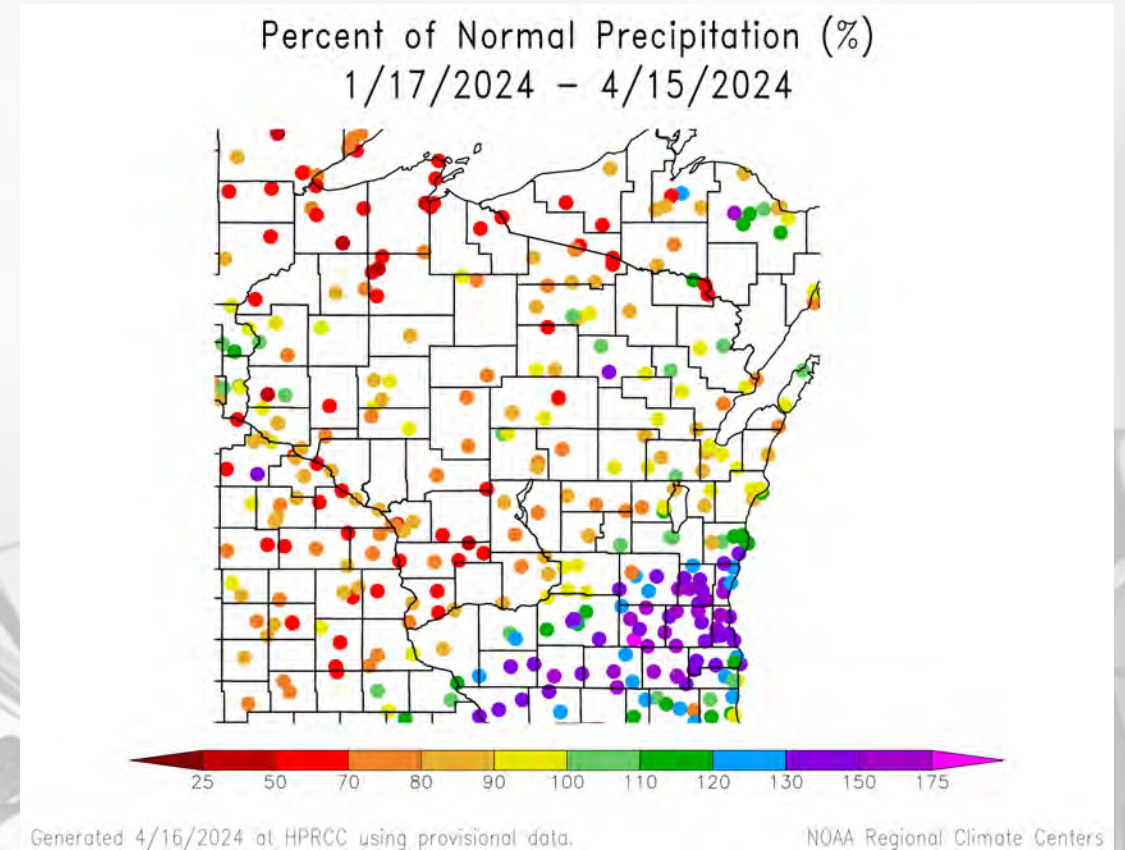 Percent of Normal Precipitation (%)
1/17/2024 – 4/15/2024
25 50 70 80 90 100 110 120 130 150 175
Generated 4/16/2024 at HPRCC using provisional data.
NOAA Regional Climate Centers